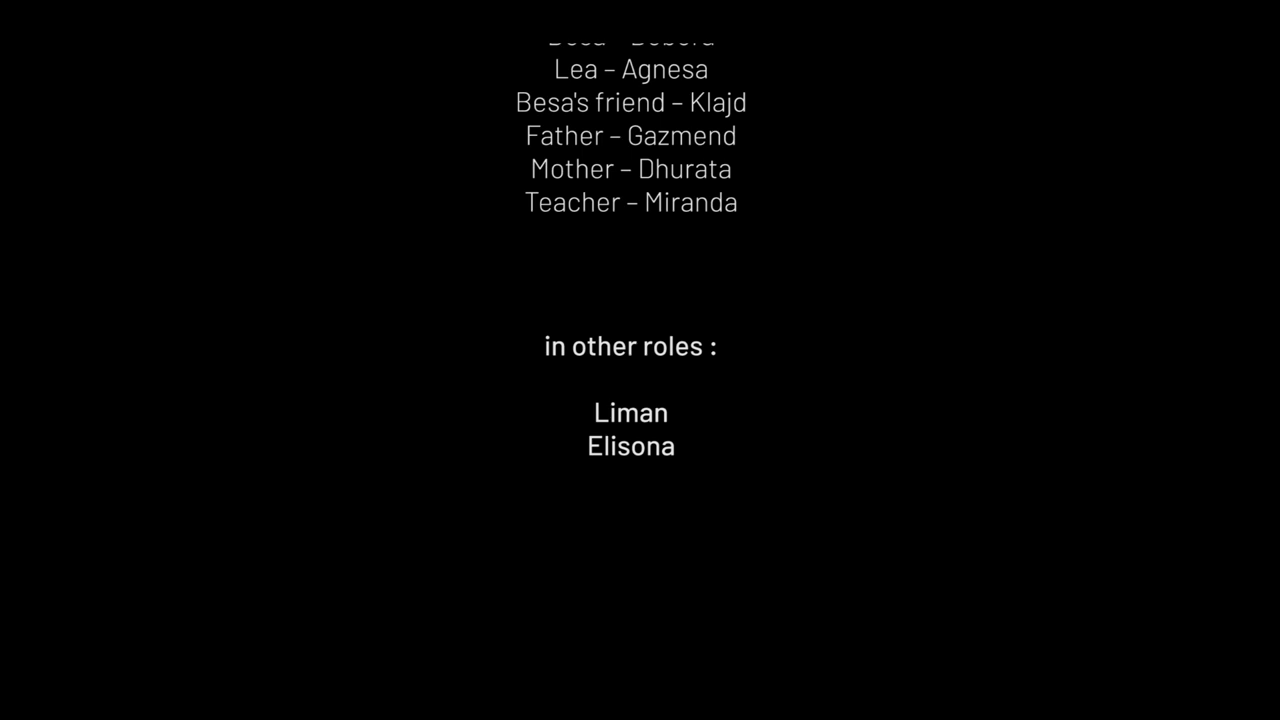 Lea – Agnesa
Besa's friend – Klajd
Father – Gazmend
Mother – Dhurata
Teacher – Miranda
in other roles :
Liman
Elisona